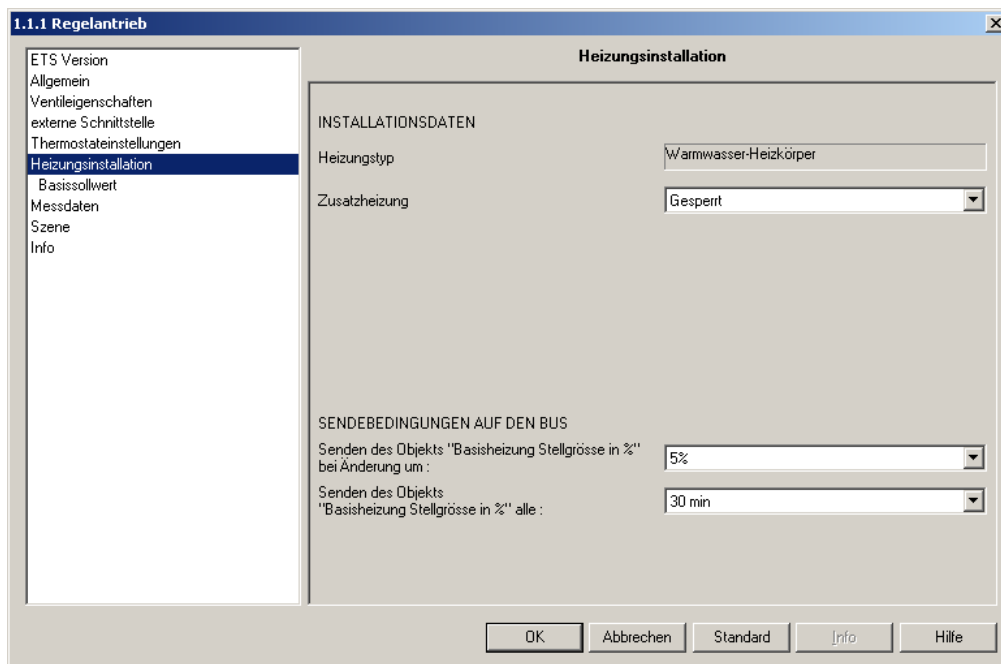 1.1.1 Regelantrieb
ETS Version
Allgemein
Ventileigenschaften
externe Schnittstelle
Thermostateinstellungen
Heizungsinstallation
Basissollwert
Messdaten
Szene
Info
Heizungsinstallation
INSTALLATIONSDATEN
Heizungstyp
Warmwasser-Heizkörper
Zusatzheizung
Gesperrt
SENDEBEDINGUNGEN AUF DEN BUS
Senden des Objekts "Basisheizung Stellgrösse in %"
bei Änderung um :
5%
Senden des Objekts
"Basisheizung Stellgrösse in %" alle :
30 min
OK
Abbrechen
Standard
Info
Hilfe